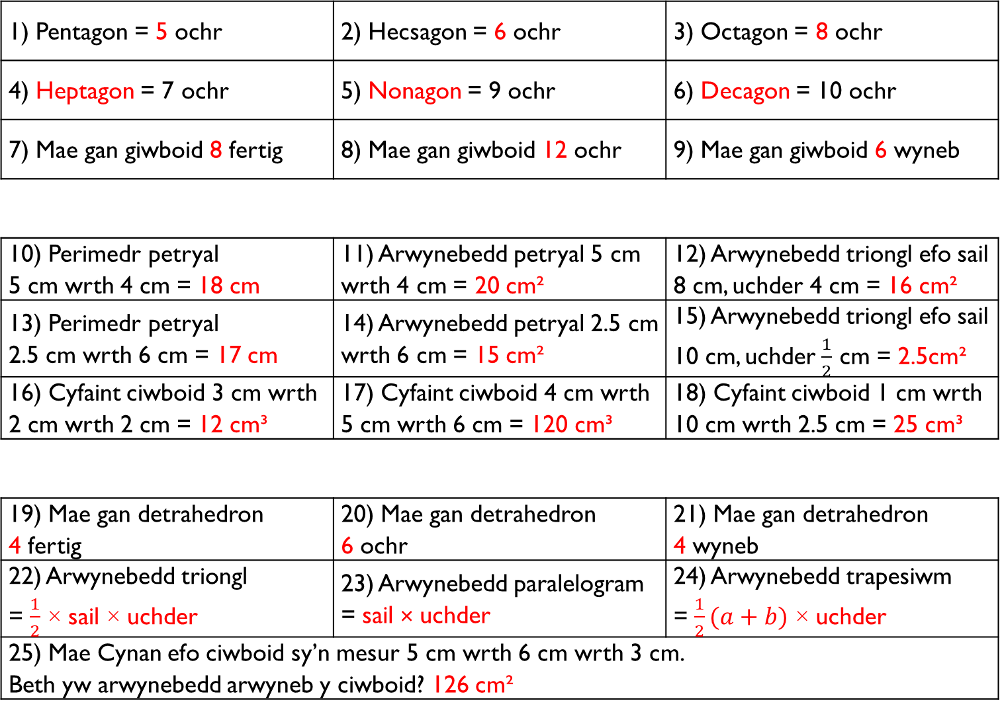 1) Pentagon = 5 ochr
2) Hecsagon = 6 ochr
3) Octagon = 8 ochr
4) Heptagon = 7 ochr
5) Nonagon = 9 ochr
6) Decagon = 10 ochr
7) Mae gan giwboid 8 fertig
8) Mae gan giwboid 12 ochr
9) Mae gan giwboid 6 wyneb
10) Perimedr petryal
5 cm wrth 4 cm = 18 cm
11) Arwynebedd petryal 5 cm
wrth 4 cm = 20 cm²
12) Arwynebedd triongl efo sail
8 cm, uchder 4 cm = 16 cm²
13) Perimedr petryal
2.5 cm wrth 6 cm = 17 cm
14) Arwynebedd petryal 2.5 cm
wrth 6 cm = 15 cm²
15) Arwynebedd triongl efo sail
10 cm, uchder 1/2 cm = 2.5cm²
16) Cyfaint ciwboid 3 cm wrth
2 cm wrth 2 cm = 12 cm³
17) Cyfaint ciwboid 4 cm wrth
5 cm wrth 6 cm = 120 cm³
18) Cyfaint ciwboid 1 cm wrth
10 cm wrth 2.5 cm = 25 cm³
19) Mae gan detrahedron
4 fertig
20) Mae gan detrahedron
6 ochr
21) Mae gan detrahedron
4 wyneb
22) Arwynebedd triongl
= 1/2 × sail × uchder
23) Arwynebedd paralelogram
= sail × uchder
24) Arwynebedd trapesiwm
= 1/2 (a + b) × uchder
25) Mae Cynan efo ciwboid sy’n mesur 5 cm wrth 6 cm wrth 3 cm.
Beth yw arwynebedd arwyneb y ciwboid? 126 cm²